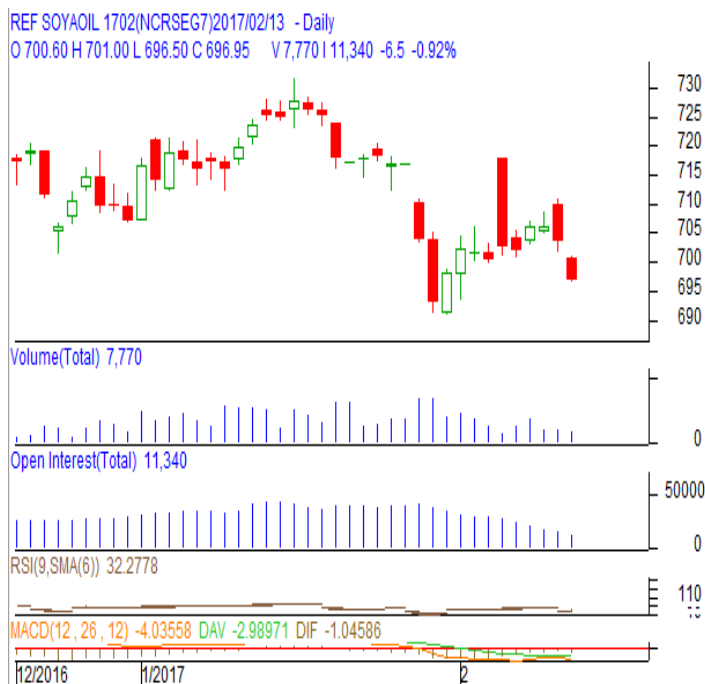 REF SOYAOIL 1702(NCRSEG7)2017/02/13 - Daily
O 700.60 H 701.00 L 696.50 C 696.95 V 7,770 I 11,340 -6.5 -0.92%
730
725
720
715
710
705
700
695
690
Volume(Total) 7,770
0
Open Interest(Total) 11,340
50000
0
RSI(9,SMA(6)) 32.2778
110
MACD(12 , 26 , 12) -4.03558 DAV -2.98971 DIF -1.04586
12/2016 1/2017 2